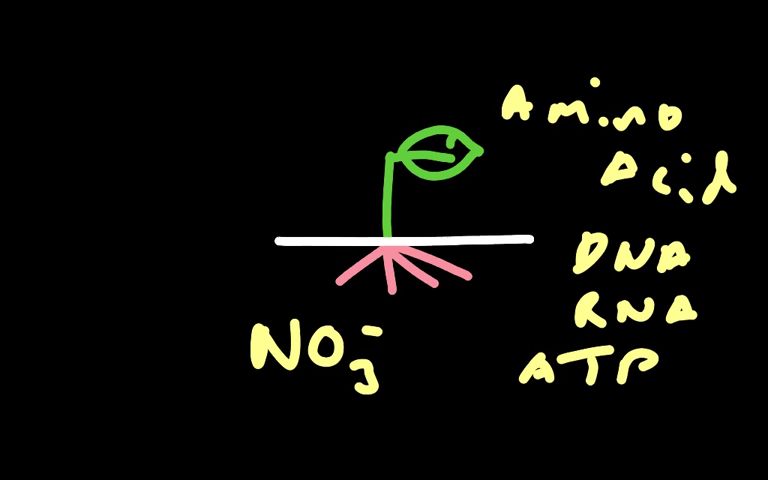 Amino
Acid
DNA
RNA
ATP
NO₃⁻